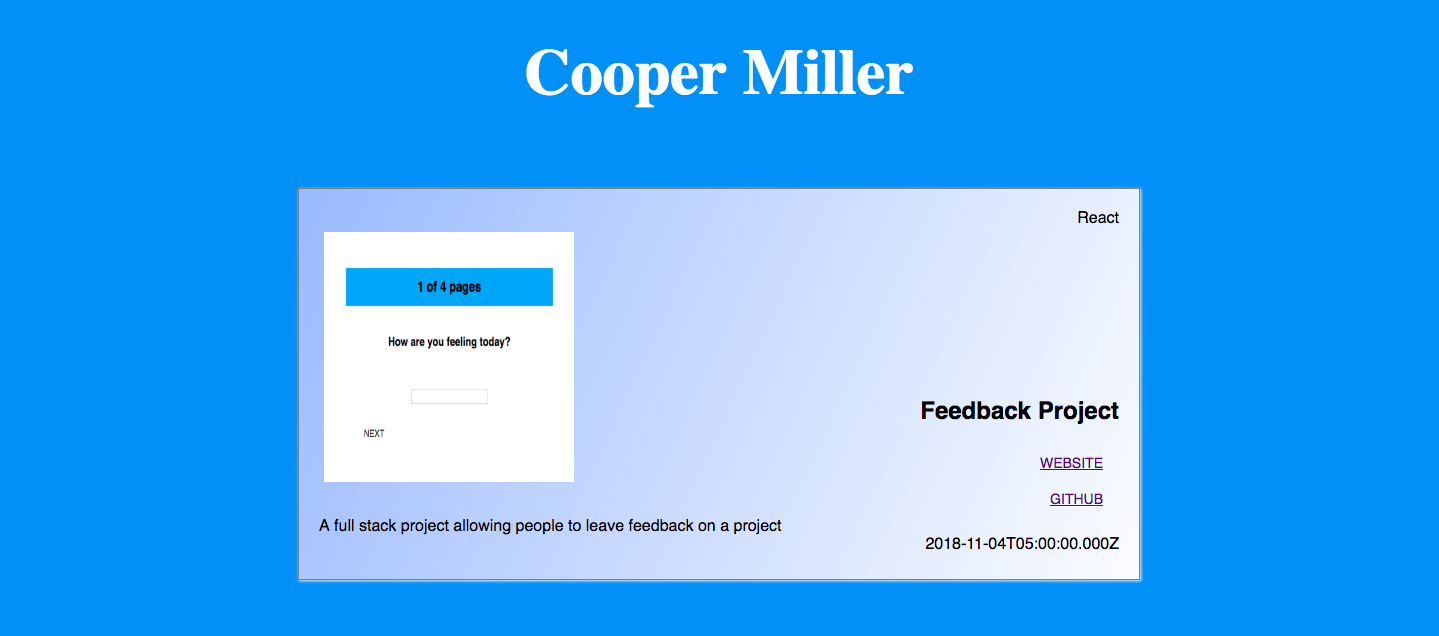 Cooper Miller
React
1 of 4 pages
How are you feeling today?
NEXT
Feedback Project
WEBSITE
GITHUB
A full stack project allowing people to leave feedback on a project
2018-11-04T05:00:00.000Z